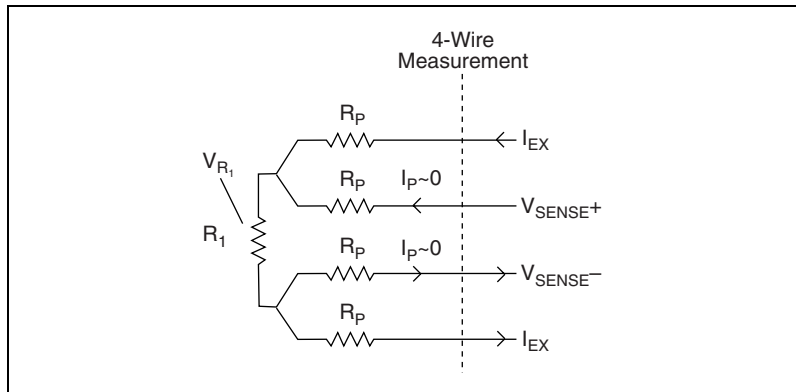 4-Wire
Measurement
R_P
I_EX
V_R1
R_P I_P~0
V_SENSE+
R_1
R_P I_P~0
V_SENSE–
R_P
I_EX